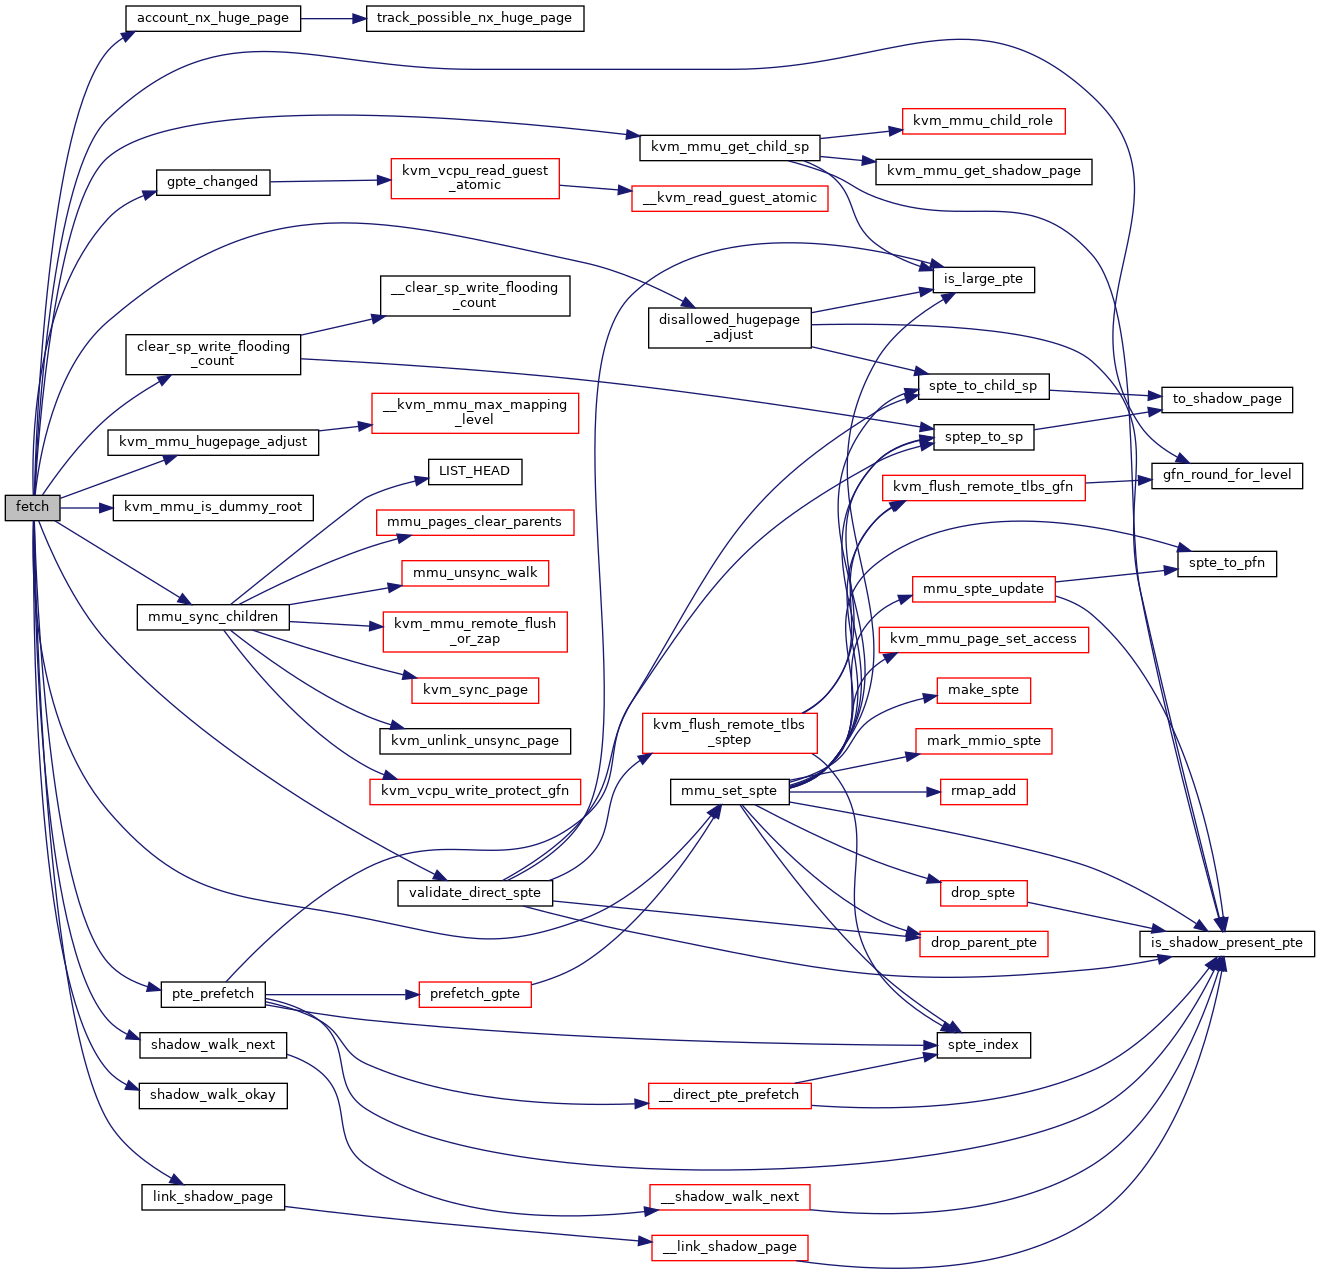 account_nx_huge_page
track_possible_nx_huge_page
kvm_mmu_child_role
kvm_mmu_get_child_sp
kvm_mmu_get_shadow_page
gpte_changed
kvm_vcpu_read_guest
_atomic
__kvm_read_guest_atomic
is_large_pte
__clear_sp_write_flooding
_count
disallowed_hugepage
_adjust
clear_sp_write_flooding
_count
spte_to_child_sp
to_shadow_page
__kvm_mmu_max_mapping
_level
kvm_mmu_hugepage_adjust
sptep_to_sp
LIST_HEAD
gfn_round_for_level
kvm_flush_remote_tlbs_gfn
fetch
kvm_mmu_is_dummy_root
mmu_pages_clear_parents
spte_to_pfn
mmu_unsync_walk
mmu_spte_update
mmu_sync_children
kvm_mmu_remote_flush
_or_zap
kvm_mmu_page_set_access
kvm_sync_page
make_spte
kvm_flush_remote_tlbs
_sptep
kvm_unlink_unsync_page
mark_mmio_spte
kvm_vcpu_write_protect_gfn
mmu_set_spte
rmap_add
validate_direct_spte
drop_spte
drop_parent_pte
is_shadow_present_pte
pte_prefetch
prefetch_gpte
shadow_walk_next
spte_index
shadow_walk_okay
__direct_pte_prefetch
link_shadow_page
__shadow_walk_next
__link_shadow_page